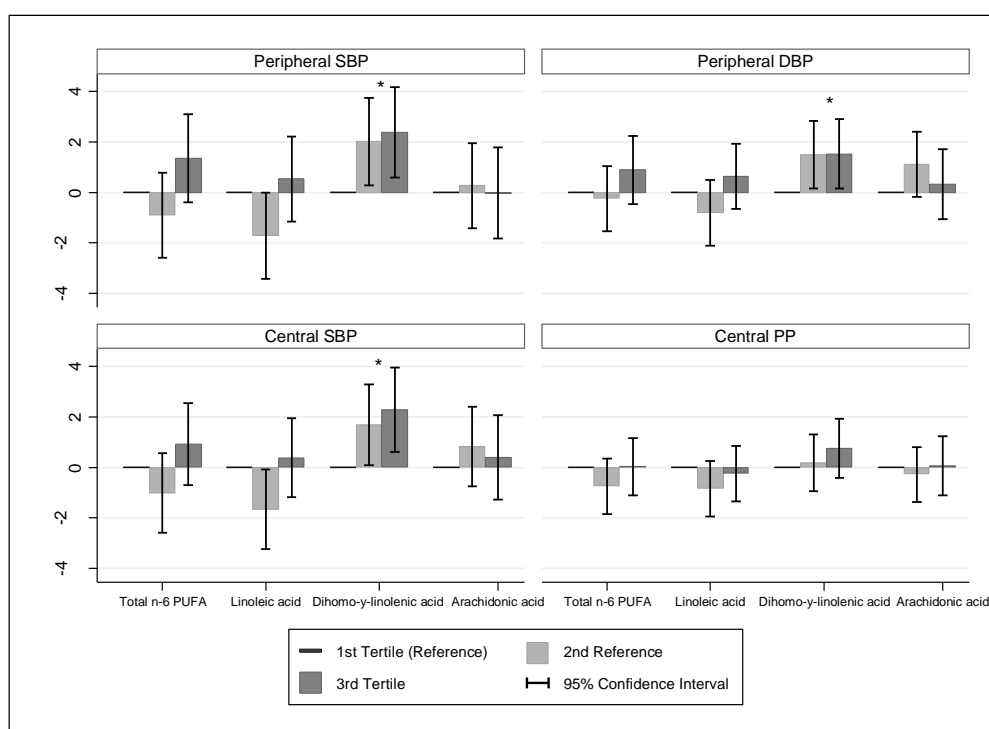 Peripheral SBP
Peripheral DBP
*
*
4
2
0
-2
-4
Central SBP
Central PP
*
4
2
0
-2
-4
Total n-6 PUFA Linoleic acid Dihomo-y-linolenic acid Arachidonic acid
Total n-6 PUFA Linoleic acid Dihomo-y-linolenic acid Arachidonic acid
1st Tertile (Reference) 2nd Reference
3rd Tertile 95% Confidence Interval